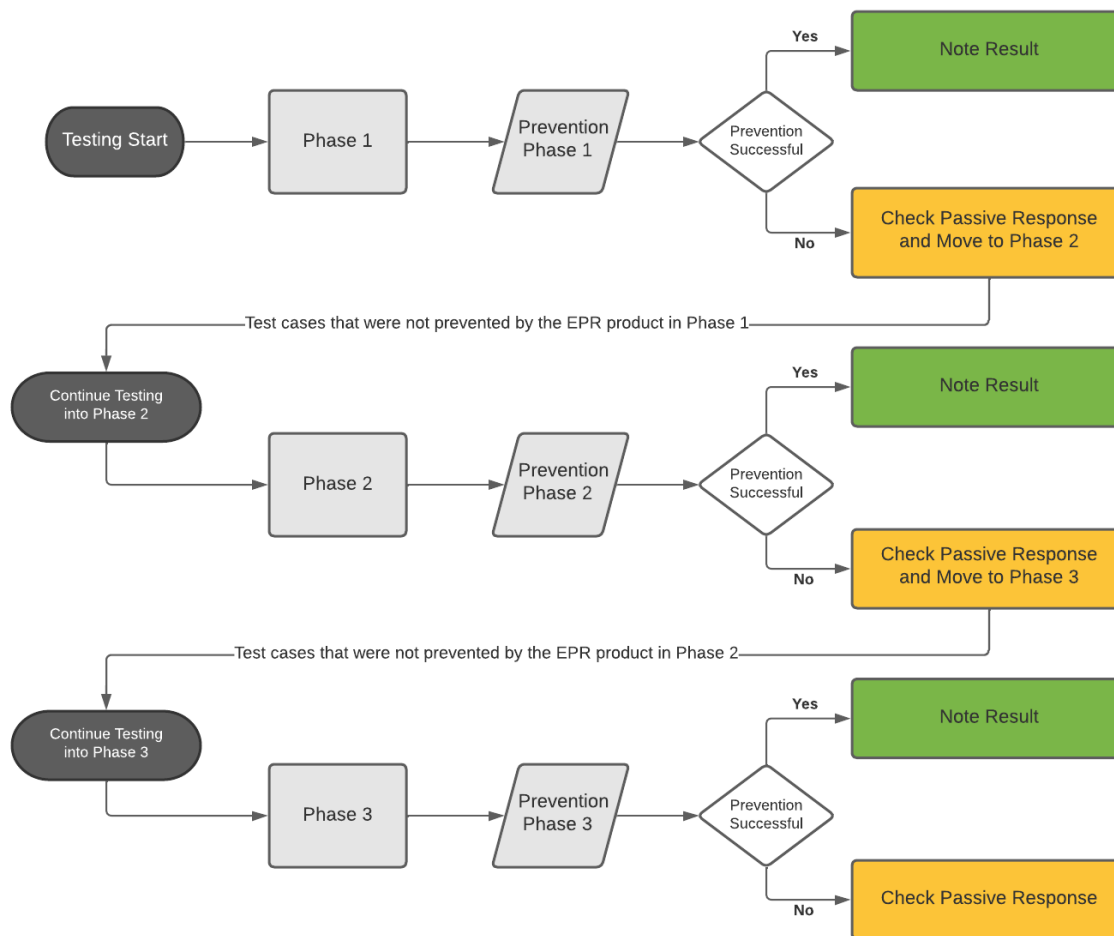 Yes
Note Result
Testing Start
Phase 1
Prevention
Phase 1
Prevention
Successful
No
Check Passive Response
and Move to Phase 2
Test cases that were not prevented by the EPR product in Phase 1
Continue Testing
into Phase 2
Yes
Note Result
Phase 2
Prevention
Phase 2
Prevention
Successful
No
Check Passive Response
and Move to Phase 3
Test cases that were not prevented by the EPR product in Phase 2
Continue Testing
into Phase 3
Yes
Note Result
Phase 3
Prevention
Phase 3
Prevention
Successful
No
Check Passive Response